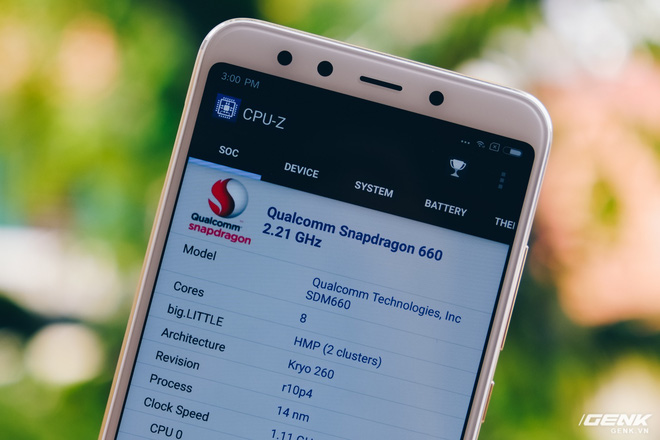 3:00 PM
CPU-Z
SOC DEVICE SYSTEM BATTERY THE
Qualcomm
snapdragon
Qualcomm Snapdragon 660
2.21 GHz
Model Qualcomm Technologies, Inc
SDM660
Cores 8
big.LITTLE HMP (2 clusters)
Architecture Kryo 260
Revision r10p4
Process 14 nm
Clock Speed
CPU 0 1.11 GHz
GENK
GENK.VN